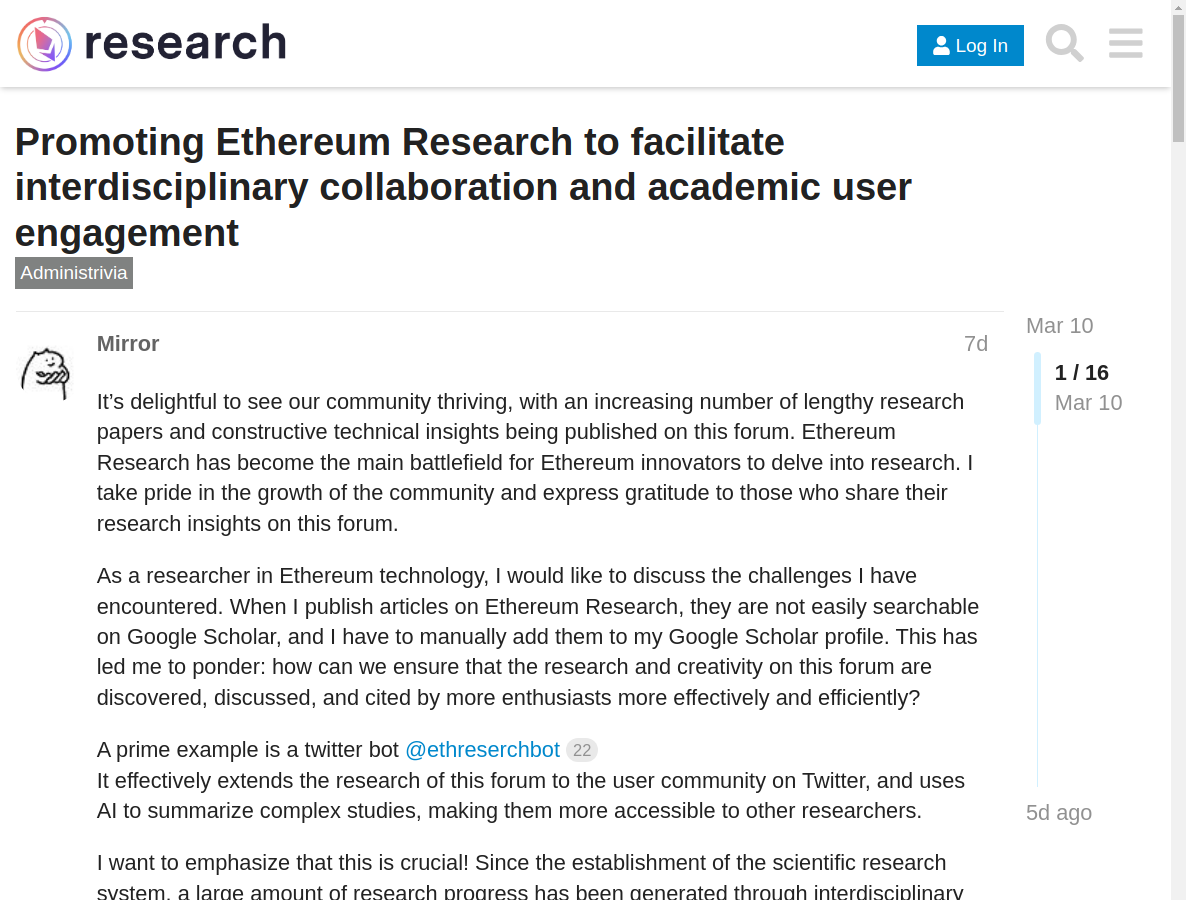 research
Log In
Promoting Ethereum Research to facilitate
interdisciplinary collaboration and academic user
engagement
Administrivia
Mar 10
Mirror
7d
1 / 16
Mar 10
It’s delightful to see our community thriving, with an increasing number of lengthy research
papers and constructive technical insights being published on this forum. Ethereum
Research has become the main battlefield for Ethereum innovators to delve into research. I
take pride in the growth of the community and express gratitude to those who share their
research insights on this forum.
As a researcher in Ethereum technology, I would like to discuss the challenges I have
encountered. When I publish articles on Ethereum Research, they are not easily searchable
on Google Scholar, and I have to manually add them to my Google Scholar profile. This has
led me to ponder: how can we ensure that the research and creativity on this forum are
discovered, discussed, and cited by more enthusiasts more effectively and efficiently?
A prime example is a twitter bot @ethreserchbot 22
It effectively extends the research of this forum to the user community on Twitter, and uses
AI to summarize complex studies, making them more accessible to other researchers.
5d ago
I want to emphasize that this is crucial! Since the establishment of the scientific research
system, a large amount of research progress has been generated through interdisciplinary